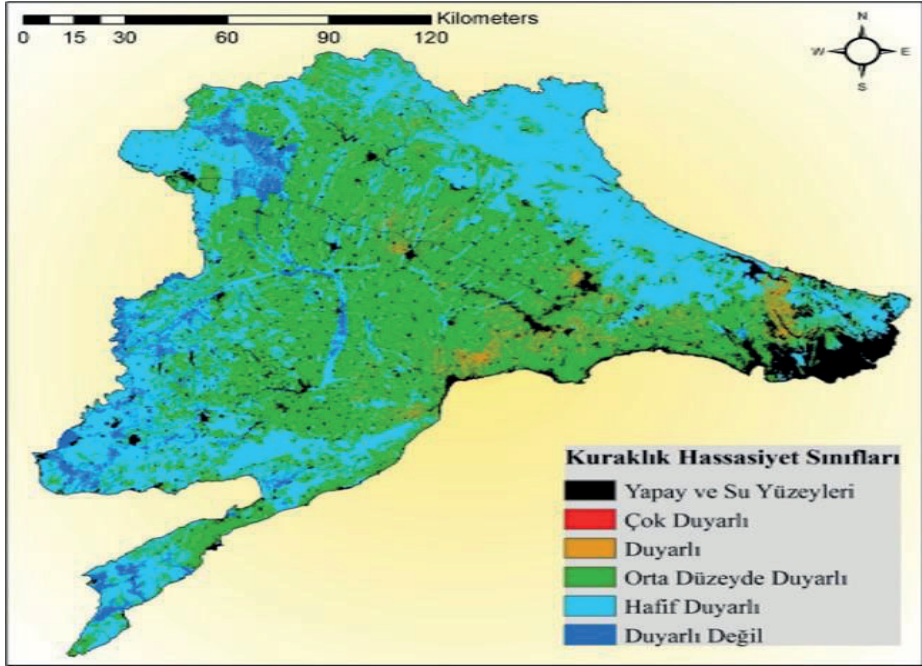 Kilometers
0 15 30 60 90 120
N
W E
S
Kuraklık Hassasiyet Sınıfları
Yapay ve Su Yüzeyleri
Çok Duyarlı
Duyarlı
Orta Düzeyde Duyarlı
Hafif Duyarlı
Duyarlı Değil